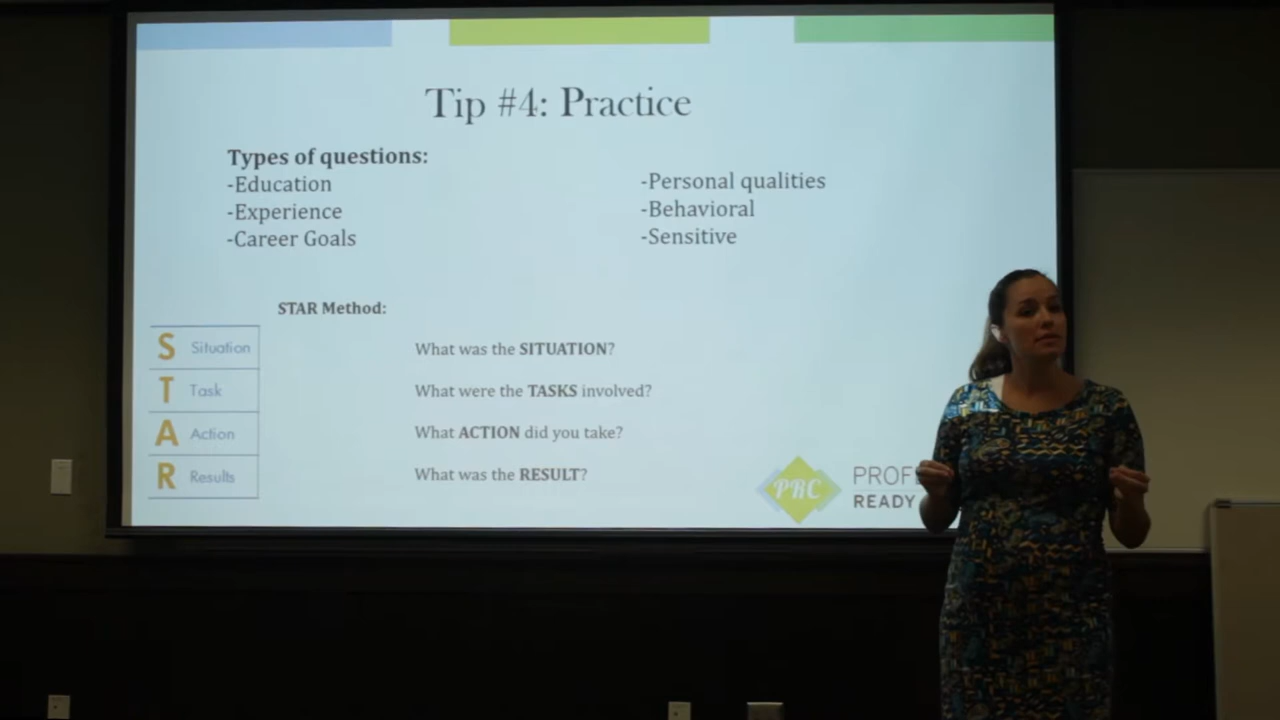 Tip #4: Practice
Types of questions:
-Education
-Experience
-Career Goals
-Personal qualities
-Behavioral
-Sensitive
STAR Method:
S Situation
T Task
A Action
R Results
What was the SITUATION?
What were the TASKS involved?
What ACTION did you take?
What was the RESULT?
PRC
PROF
READY